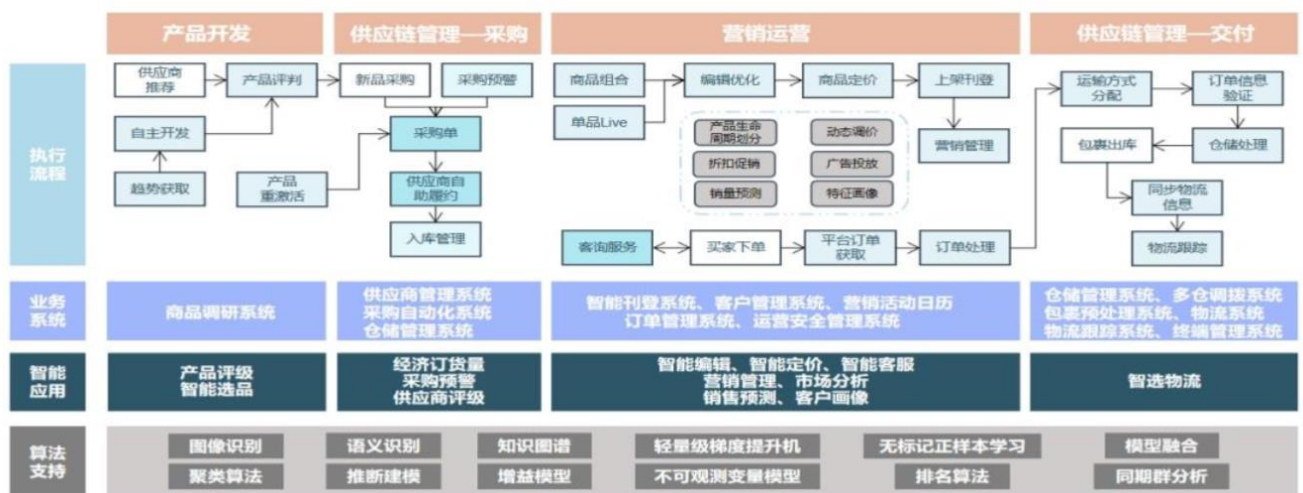 产品开发
供应链管理—采购
营销运营
供应链管理—交付
执行
流程
供应商
推荐
产品评判
自主开发
趋势获取
产品
重激活
新品采购
采购预警
采购单
供应商自
助履约
入库管理
商品组合
编辑优化
商品定价
上架刊登
单品Live
产品生命
周期划分
动态调价
折扣促销
广告投放
销量预测
特征画像
营销管理
客询服务
买家下单
平台订单
获取
订单处理
运输方式
分配
订单信息
验证
包裹出库
仓储处理
同步物流
信息
物流跟踪
业务
系统
商品调研系统
供应商管理系统
采购自动化系统
仓储管理系统
智能刊登系统、客户管理系统、营销活动日历
订单管理系统、运营安全管理系统
仓储管理系统、多仓调拨系统
包裹预处理系统、物流系统
物流跟踪系统、终端管理系统
智能
应用
产品评级
智能选品
经济订货量
采购预警
供应商评级
智能编辑、智能定价、智能客服
营销管理、市场分析
销售预测、客户画像
智选物流
算法
支持
图像识别
语义识别
知识图谱
轻量级梯度提升机
无标记正样本学习
模型融合
聚类算法
推断建模
增益模型
不可观测变量模型
排名算法
同期群分析